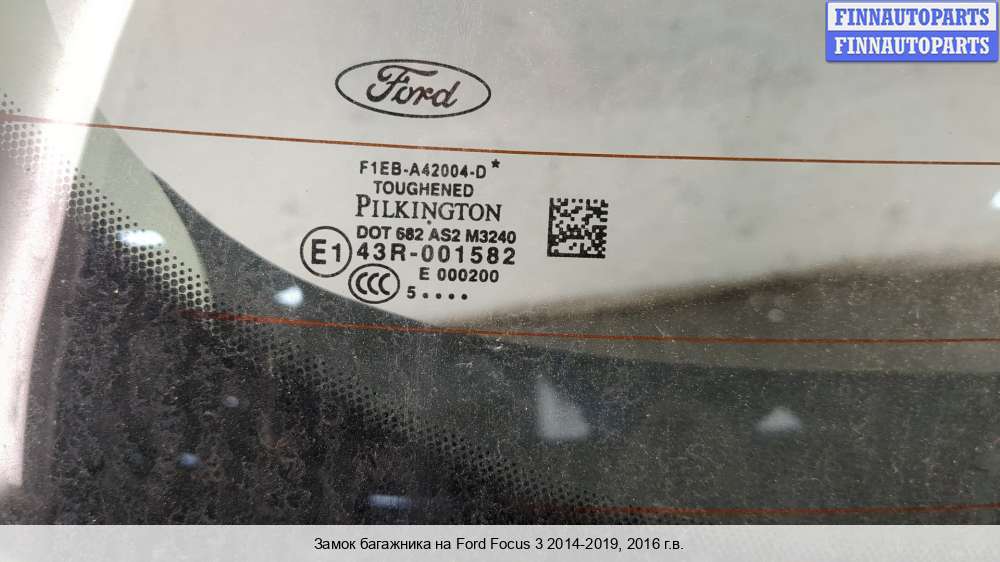 FINNAUTOPARTS
FINNAUTOPARTS
Ford
F1EB-A42004-D*
TOUGHENED
PILKINGTON
DOT 682 AS2 M3240
E1 43R-001582
E 000200
CCC 5 • • • •
Замок багажника на Ford Focus 3 2014-2019, 2016 г.в.